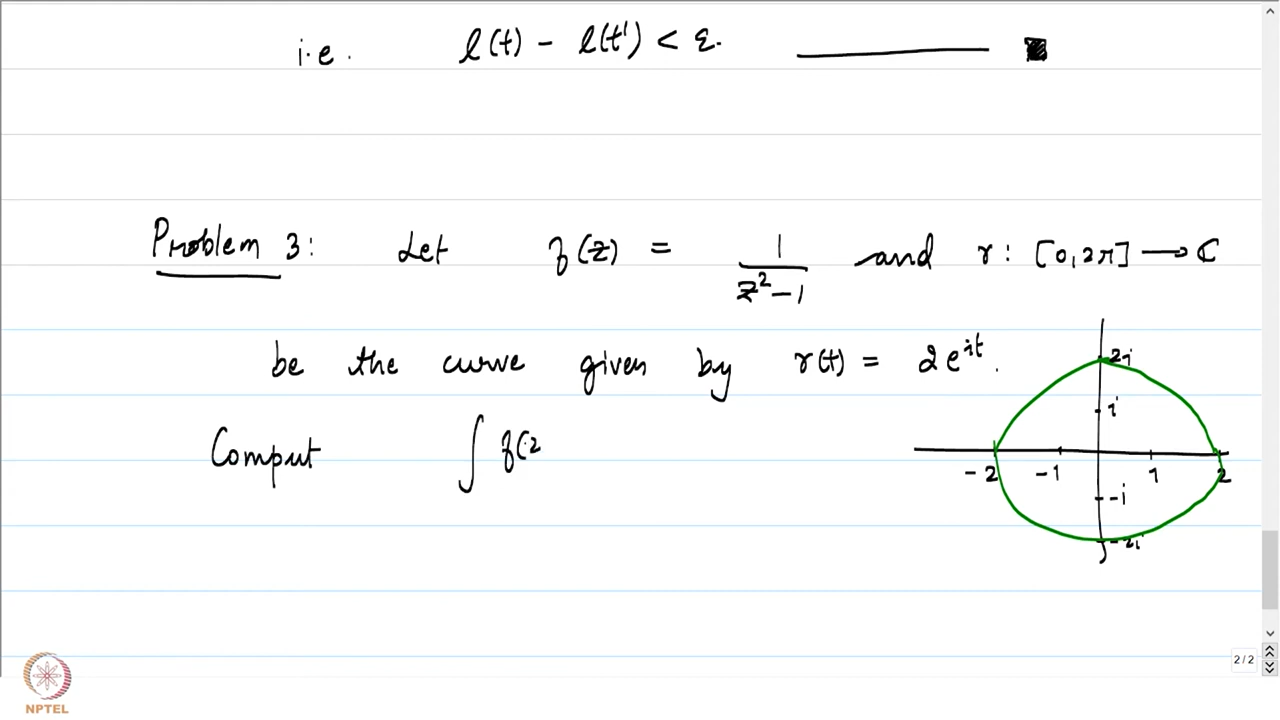 i.e. l(t) - l(t') < ε.
Problem 3: Let f(z) = 1/(z²-1) and γ: [0,2π] → ℂ
be the curve given by γ(t) = 2e^{it}.
Comput ∫ f(z
2i
i
-2 -1 1 2
-i
-2i
2 / 2
NPTEL